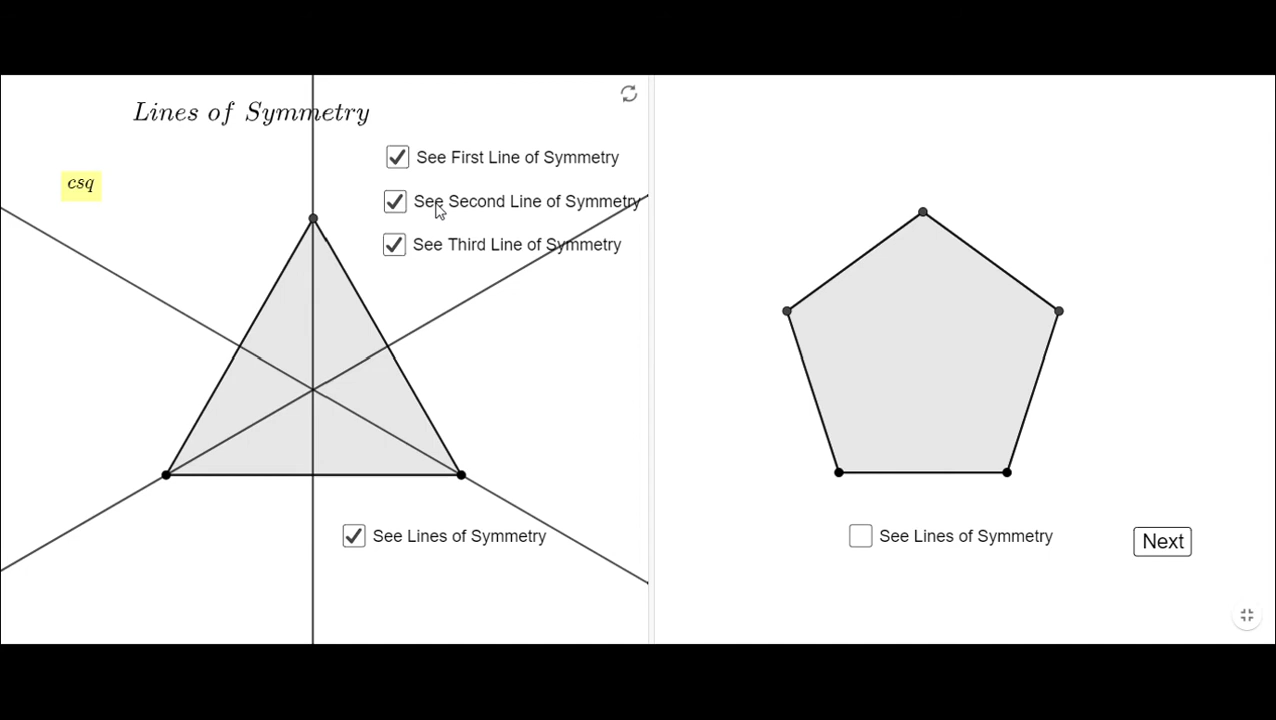 Lines of Symmetry
See First Line of Symmetry
csq
See Second Line of Symmetry
See Third Line of Symmetry
See Lines of Symmetry
See Lines of Symmetry
Next